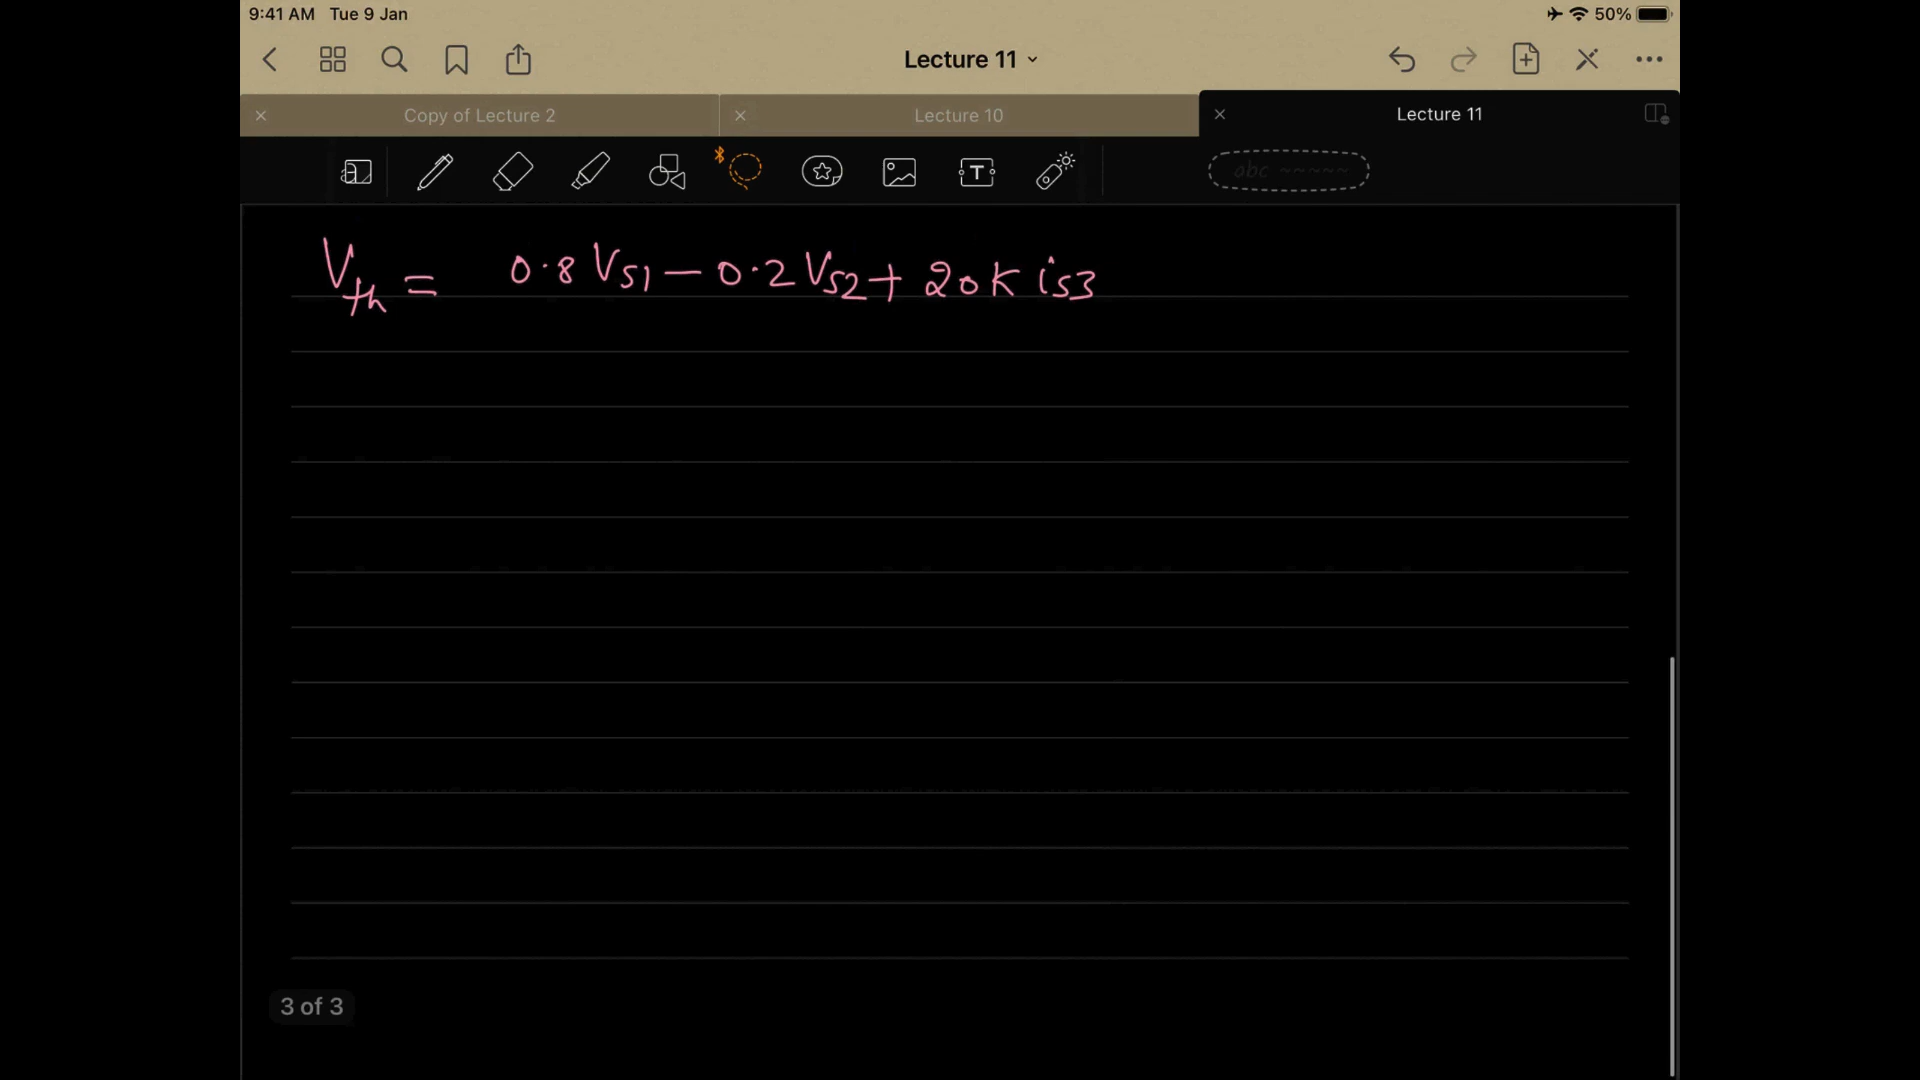 9:41 AM Tue 9 Jan 50%
Lecture 11
Copy of Lecture 2 Lecture 10 Lecture 11
T abc
Vth = 0.8 Vs1 - 0.2 Vs2 + 20K is3
3 of 3